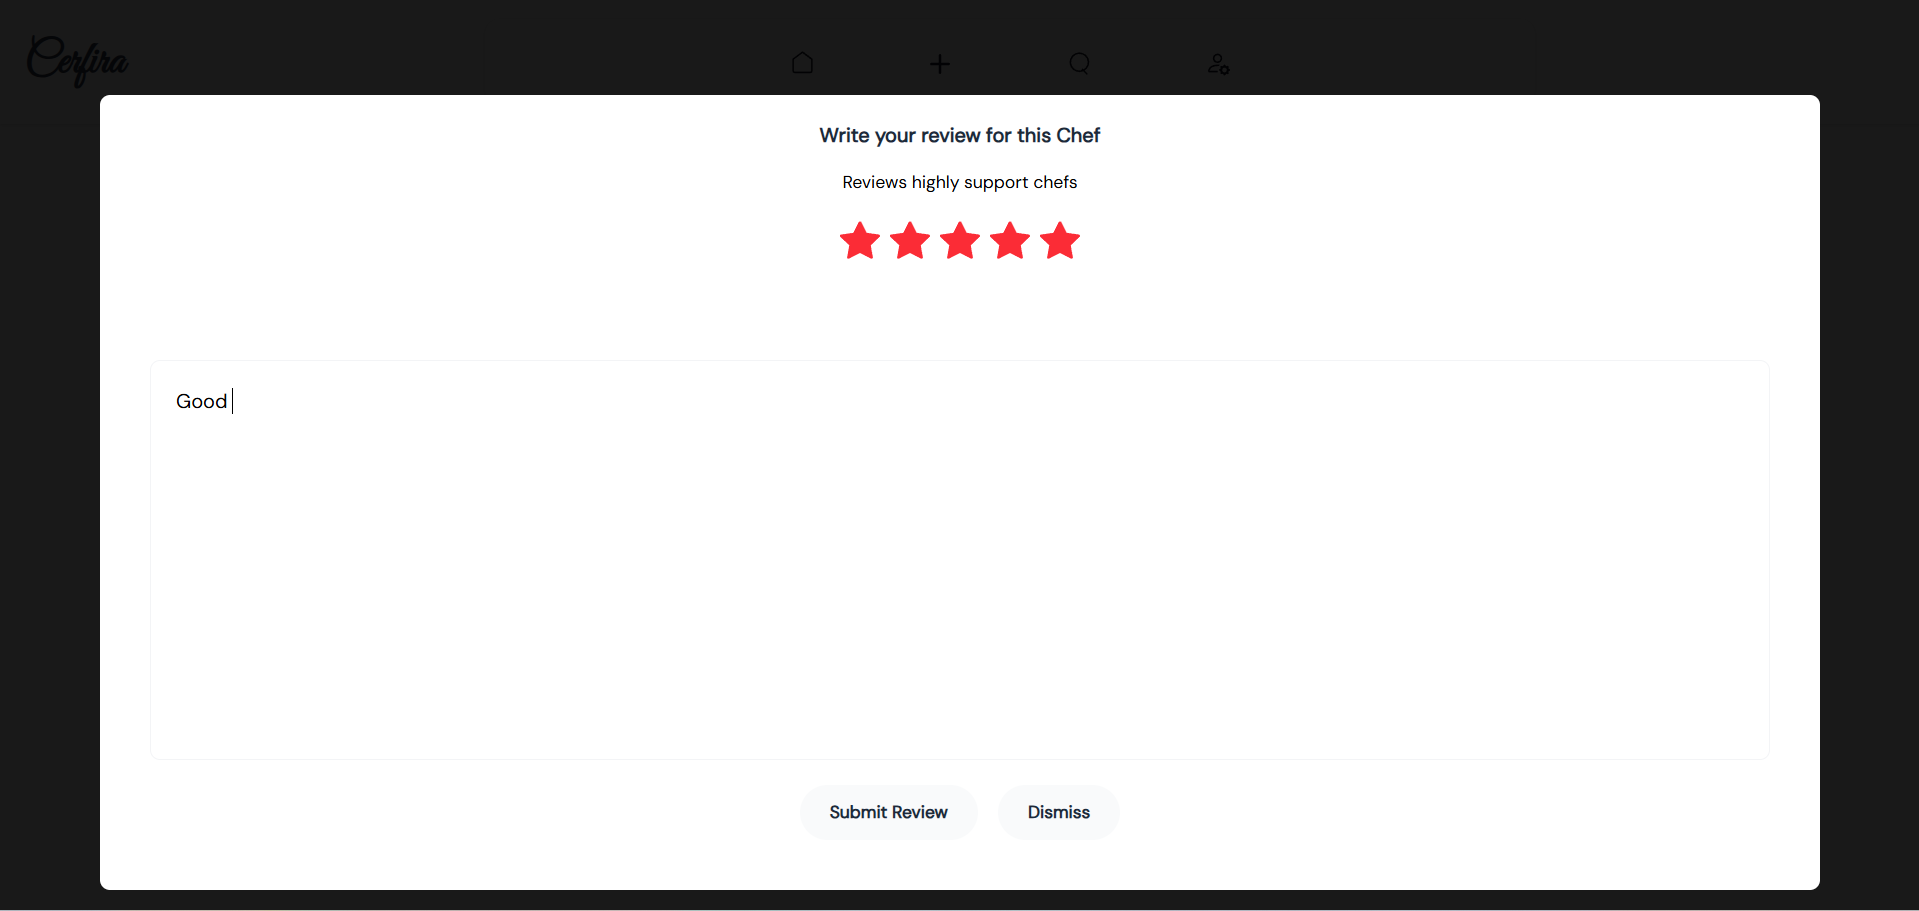 Cerfira
Write your review for this Chef
Reviews highly support chefs
Good
Submit Review
Dismiss